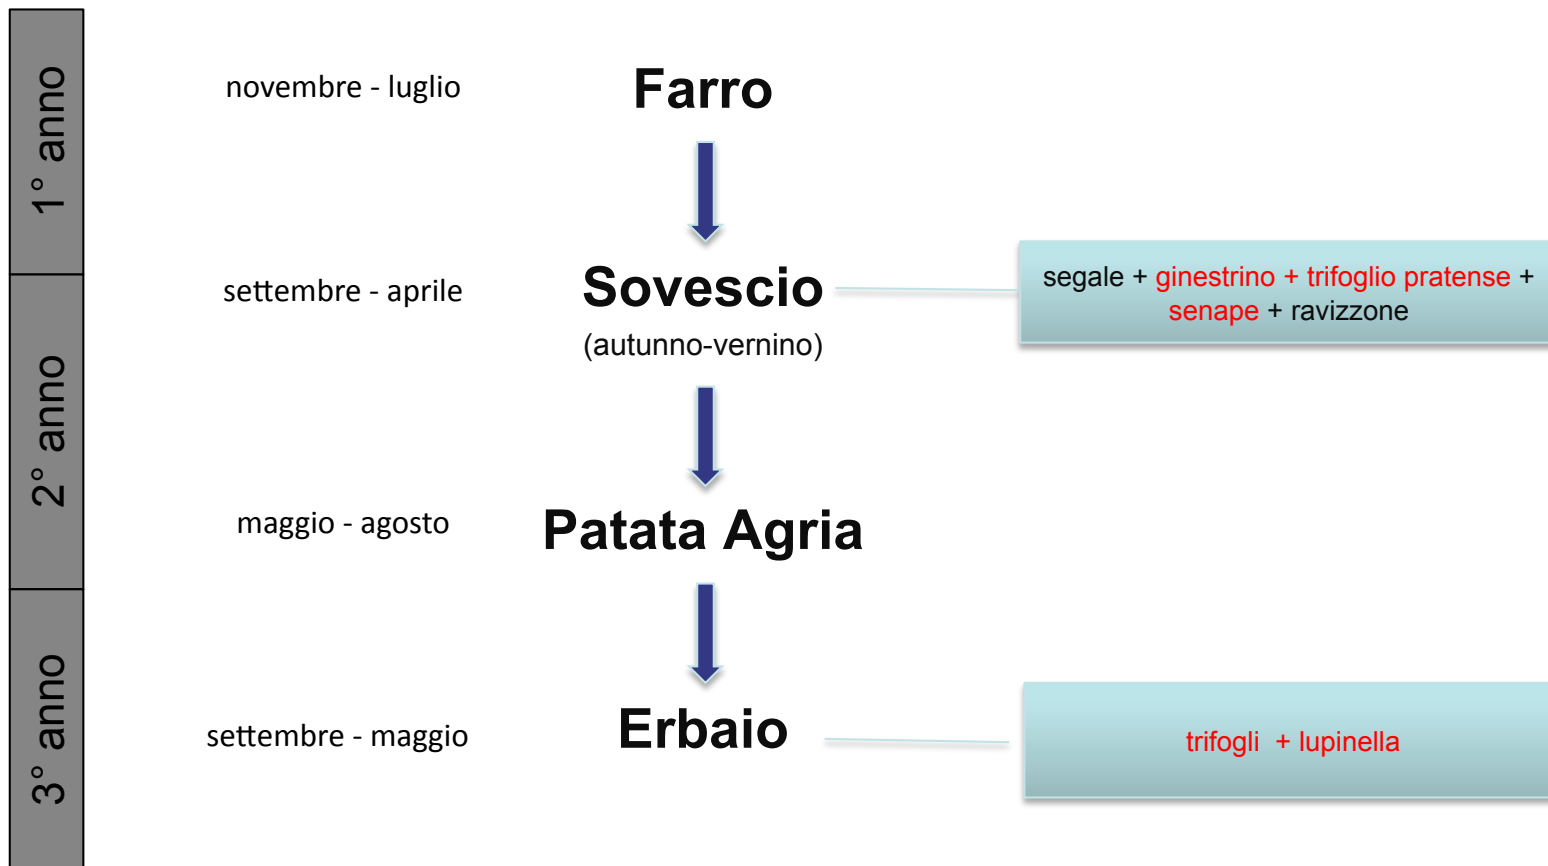 1° anno
novembre - luglio
Farro
settembre - aprile
Sovescio
(autunno-vernino)
segale + ginestrino + trifoglio pratense +
senape + ravizzone
2° anno
maggio - agosto
Patata Agria
3° anno
settembre - maggio
Erbaio
trifogli + lupinella